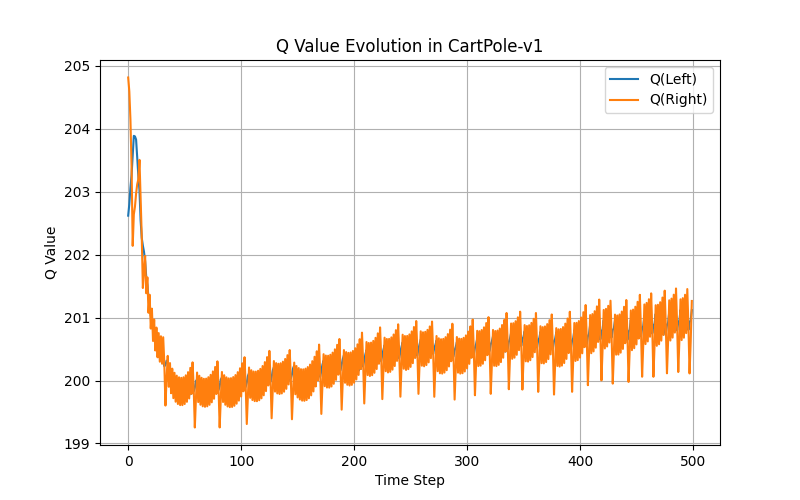 Q Value Evolution in CartPole-v1
Q(Left)
Q(Right)
205
204
203
202
201
200
199
Q Value
0
100
200
300
400
500
Time Step